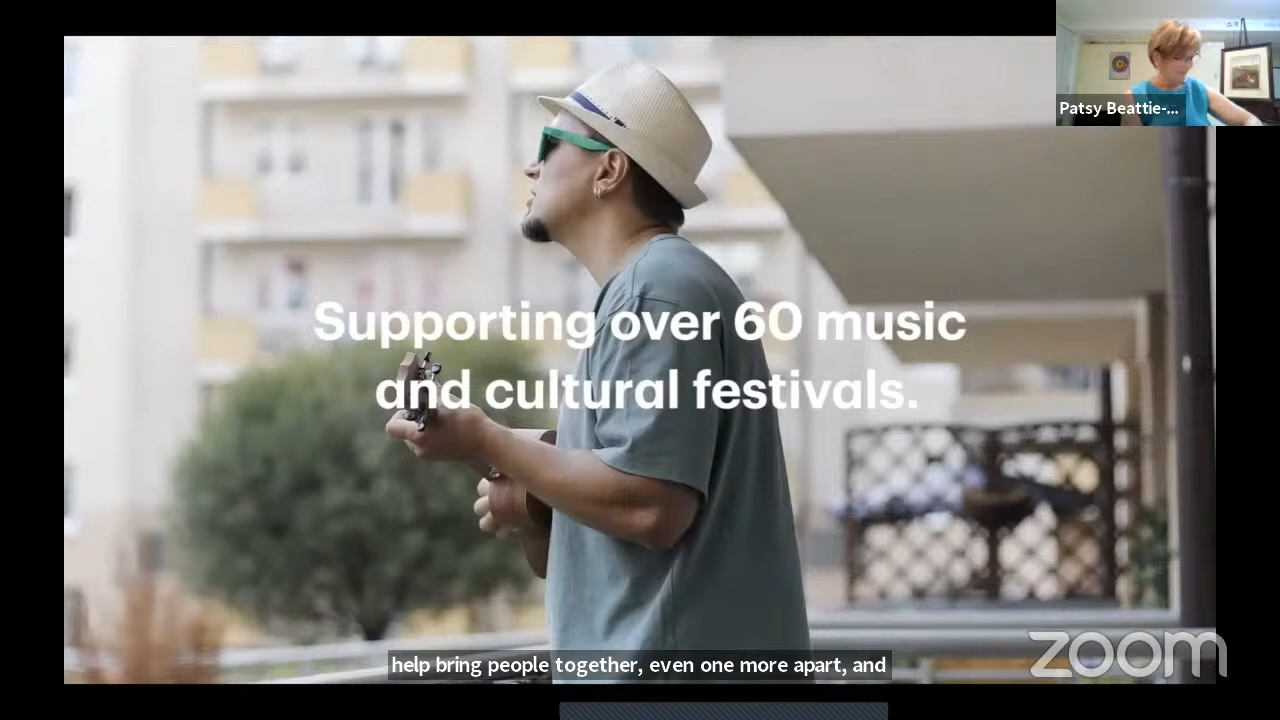 Patsy Beattie-...
Supporting over 60 music
and cultural festivals.
help bring people together, even one more apart, and
zoom